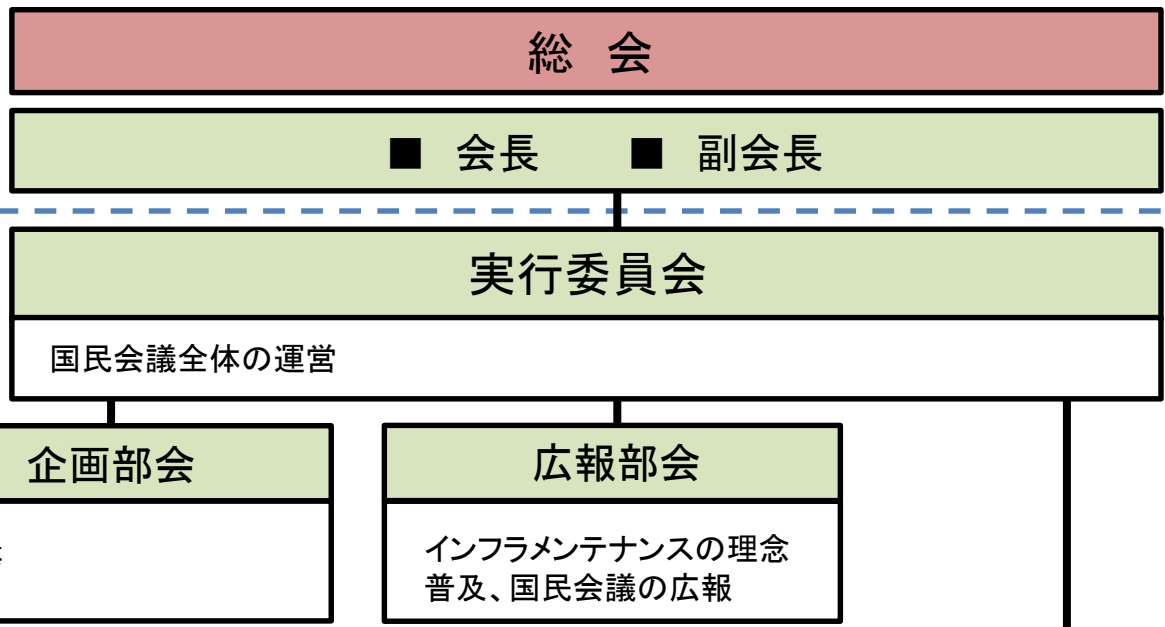 総 会
■ 会長 ■ 副会長
実行委員会
国民会議全体の運営
企画部会
広報部会
インフラメンテナンスの理念
普及、国民会議の広報